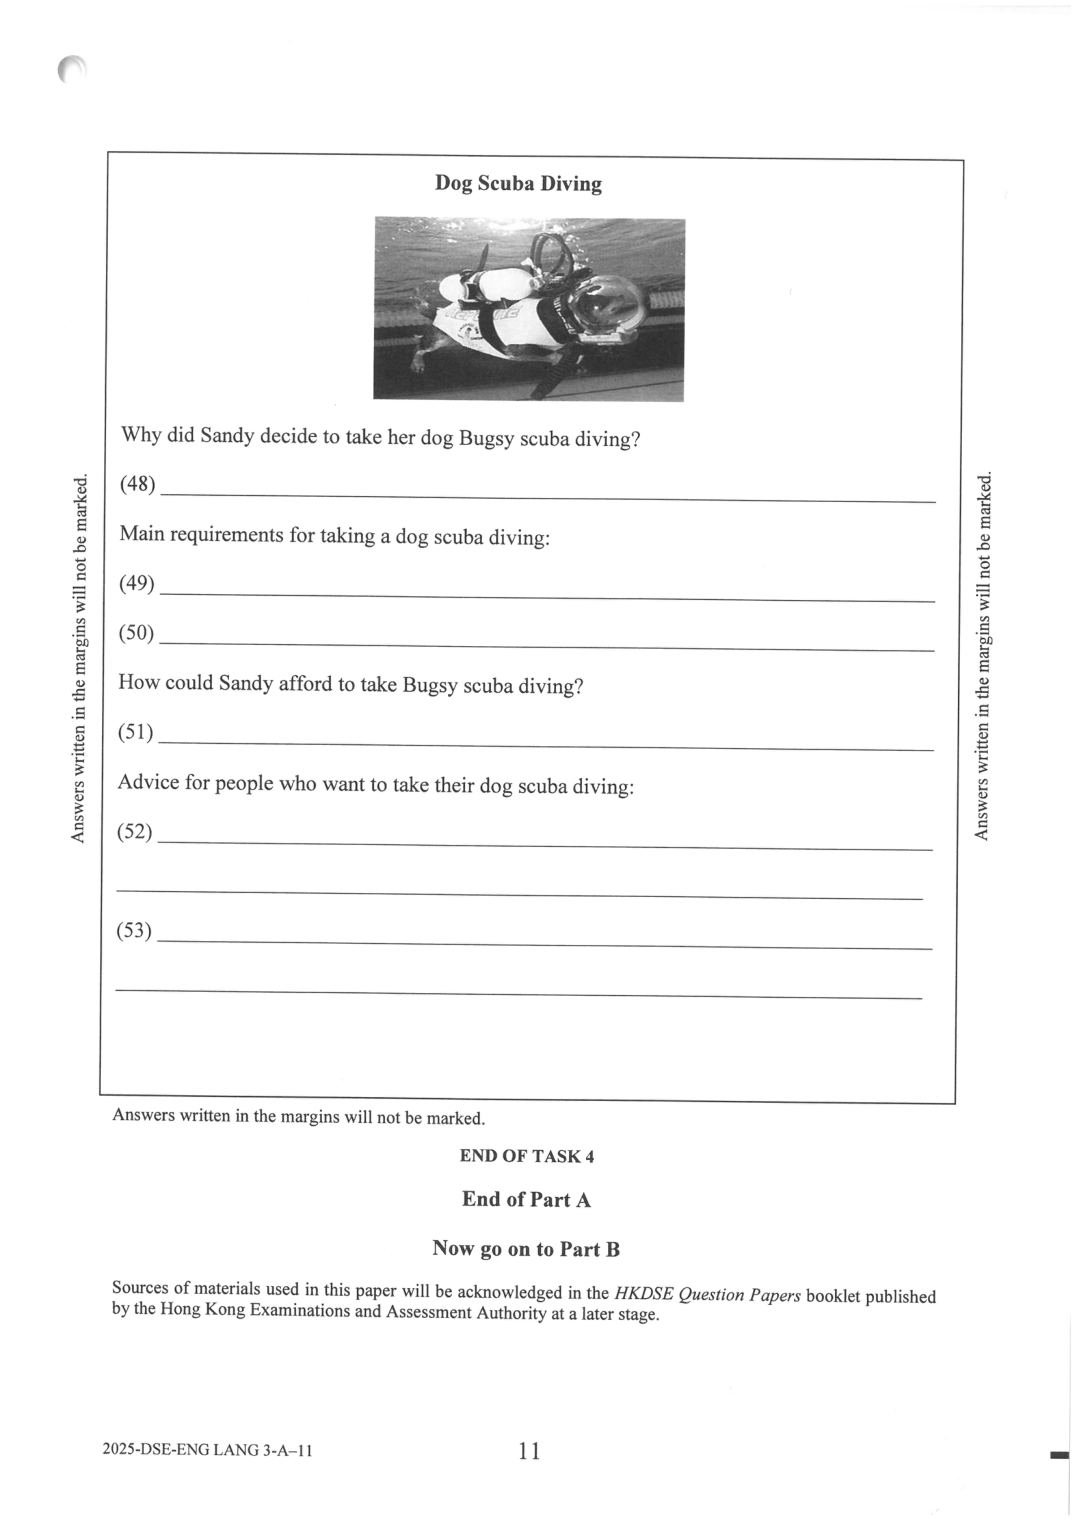 Dog Scuba Diving
Why did Sandy decide to take her dog Bugsy scuba diving?
(48)
Main requirements for taking a dog scuba diving:
(49)
(50)
How could Sandy afford to take Bugsy scuba diving?
(51)
Advice for people who want to take their dog scuba diving:
(52)
(53)
Answers written in the margins will not be marked.
Answers written in the margins will not be marked.
Answers written in the margins will not be marked.
END OF TASK 4
End of Part A
Now go on to Part B
Sources of materials used in this paper will be acknowledged in the HKDSE Question Papers booklet published
by the Hong Kong Examinations and Assessment Authority at a later stage.
2025-DSE-ENG LANG 3-A–11
11